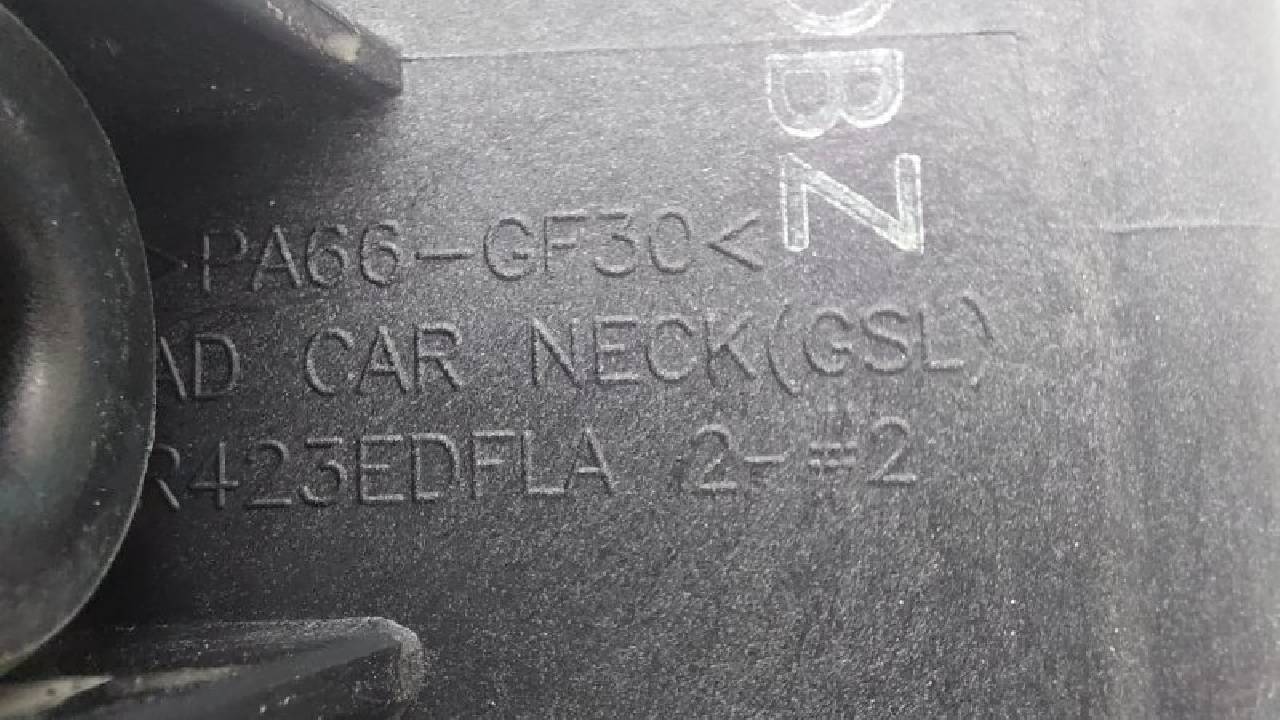 >PA66-GF30<
AD CAR NECK(GSL)
R423EDFLA 2-#2
BZ